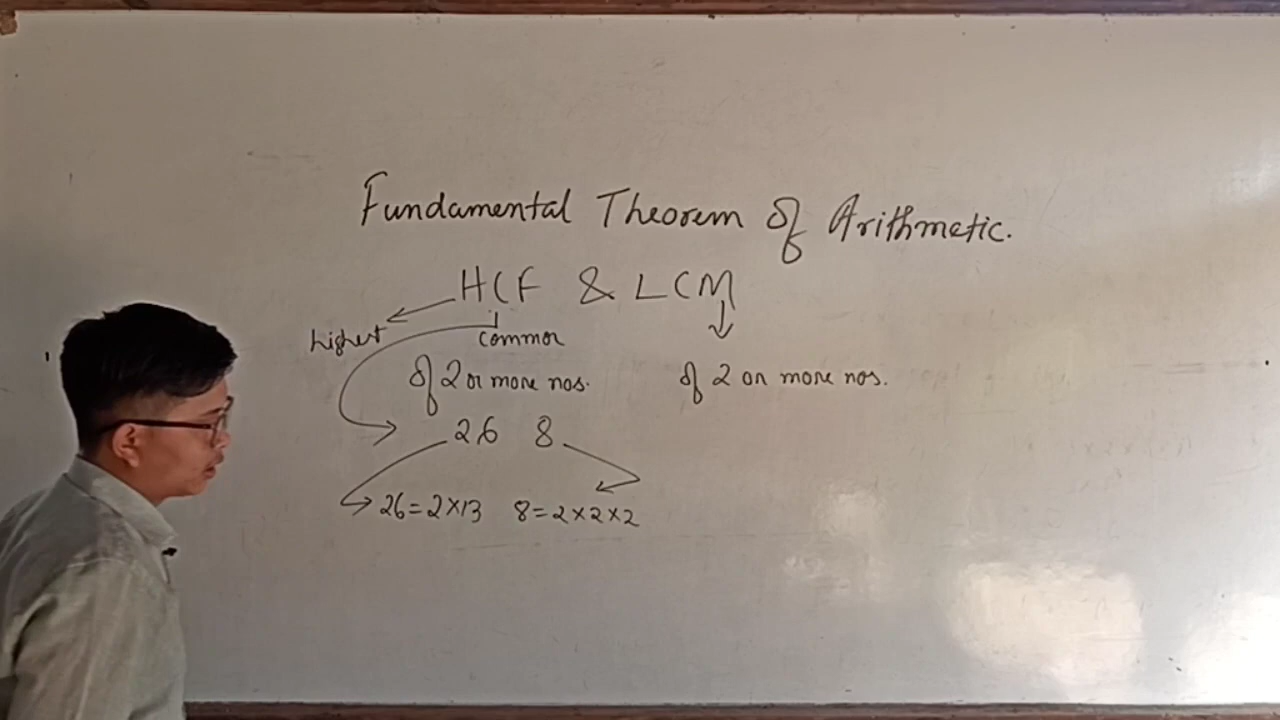 Fundamental Theorem of Arithmetic.
HCF & LCM
highest common
of 2 or more nos. of 2 or more nos.
26 8
26=2×13 8=2×2×2